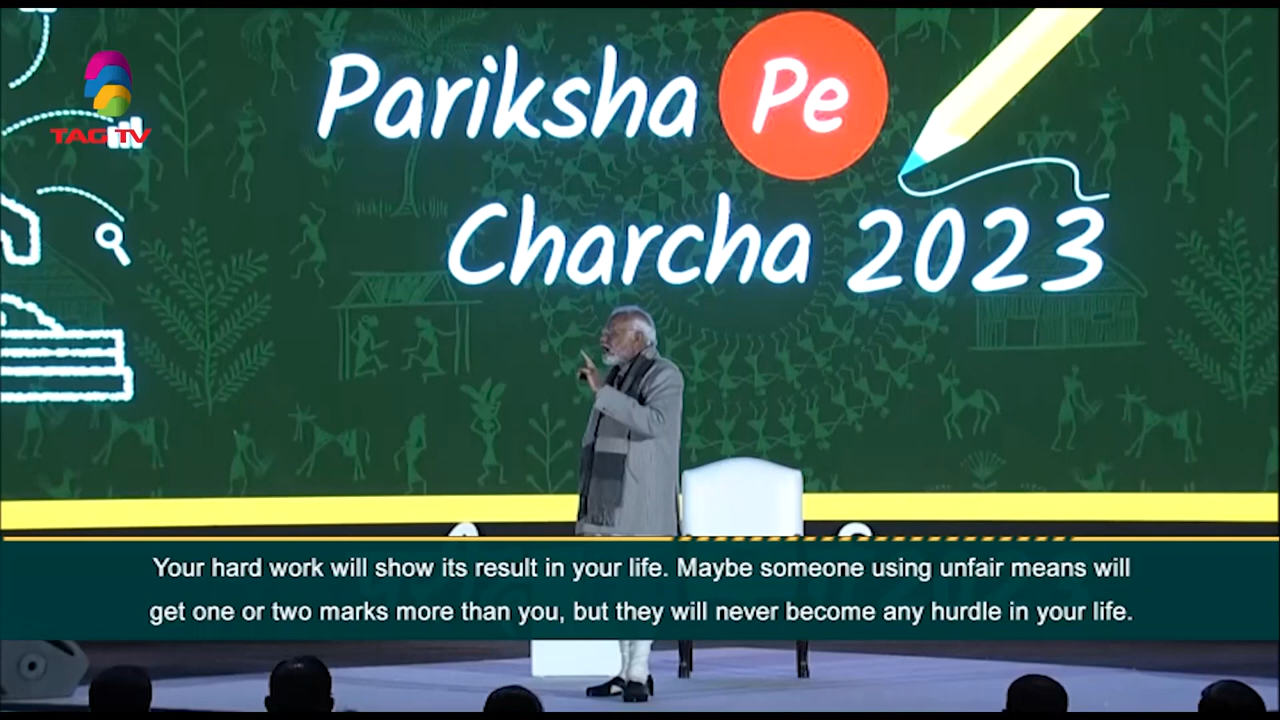 Pariksha Pe
Charcha 2023
TAG TV
Your hard work will show its result in your life. Maybe someone using unfair means will
get one or two marks more than you, but they will never become any hurdle in your life.